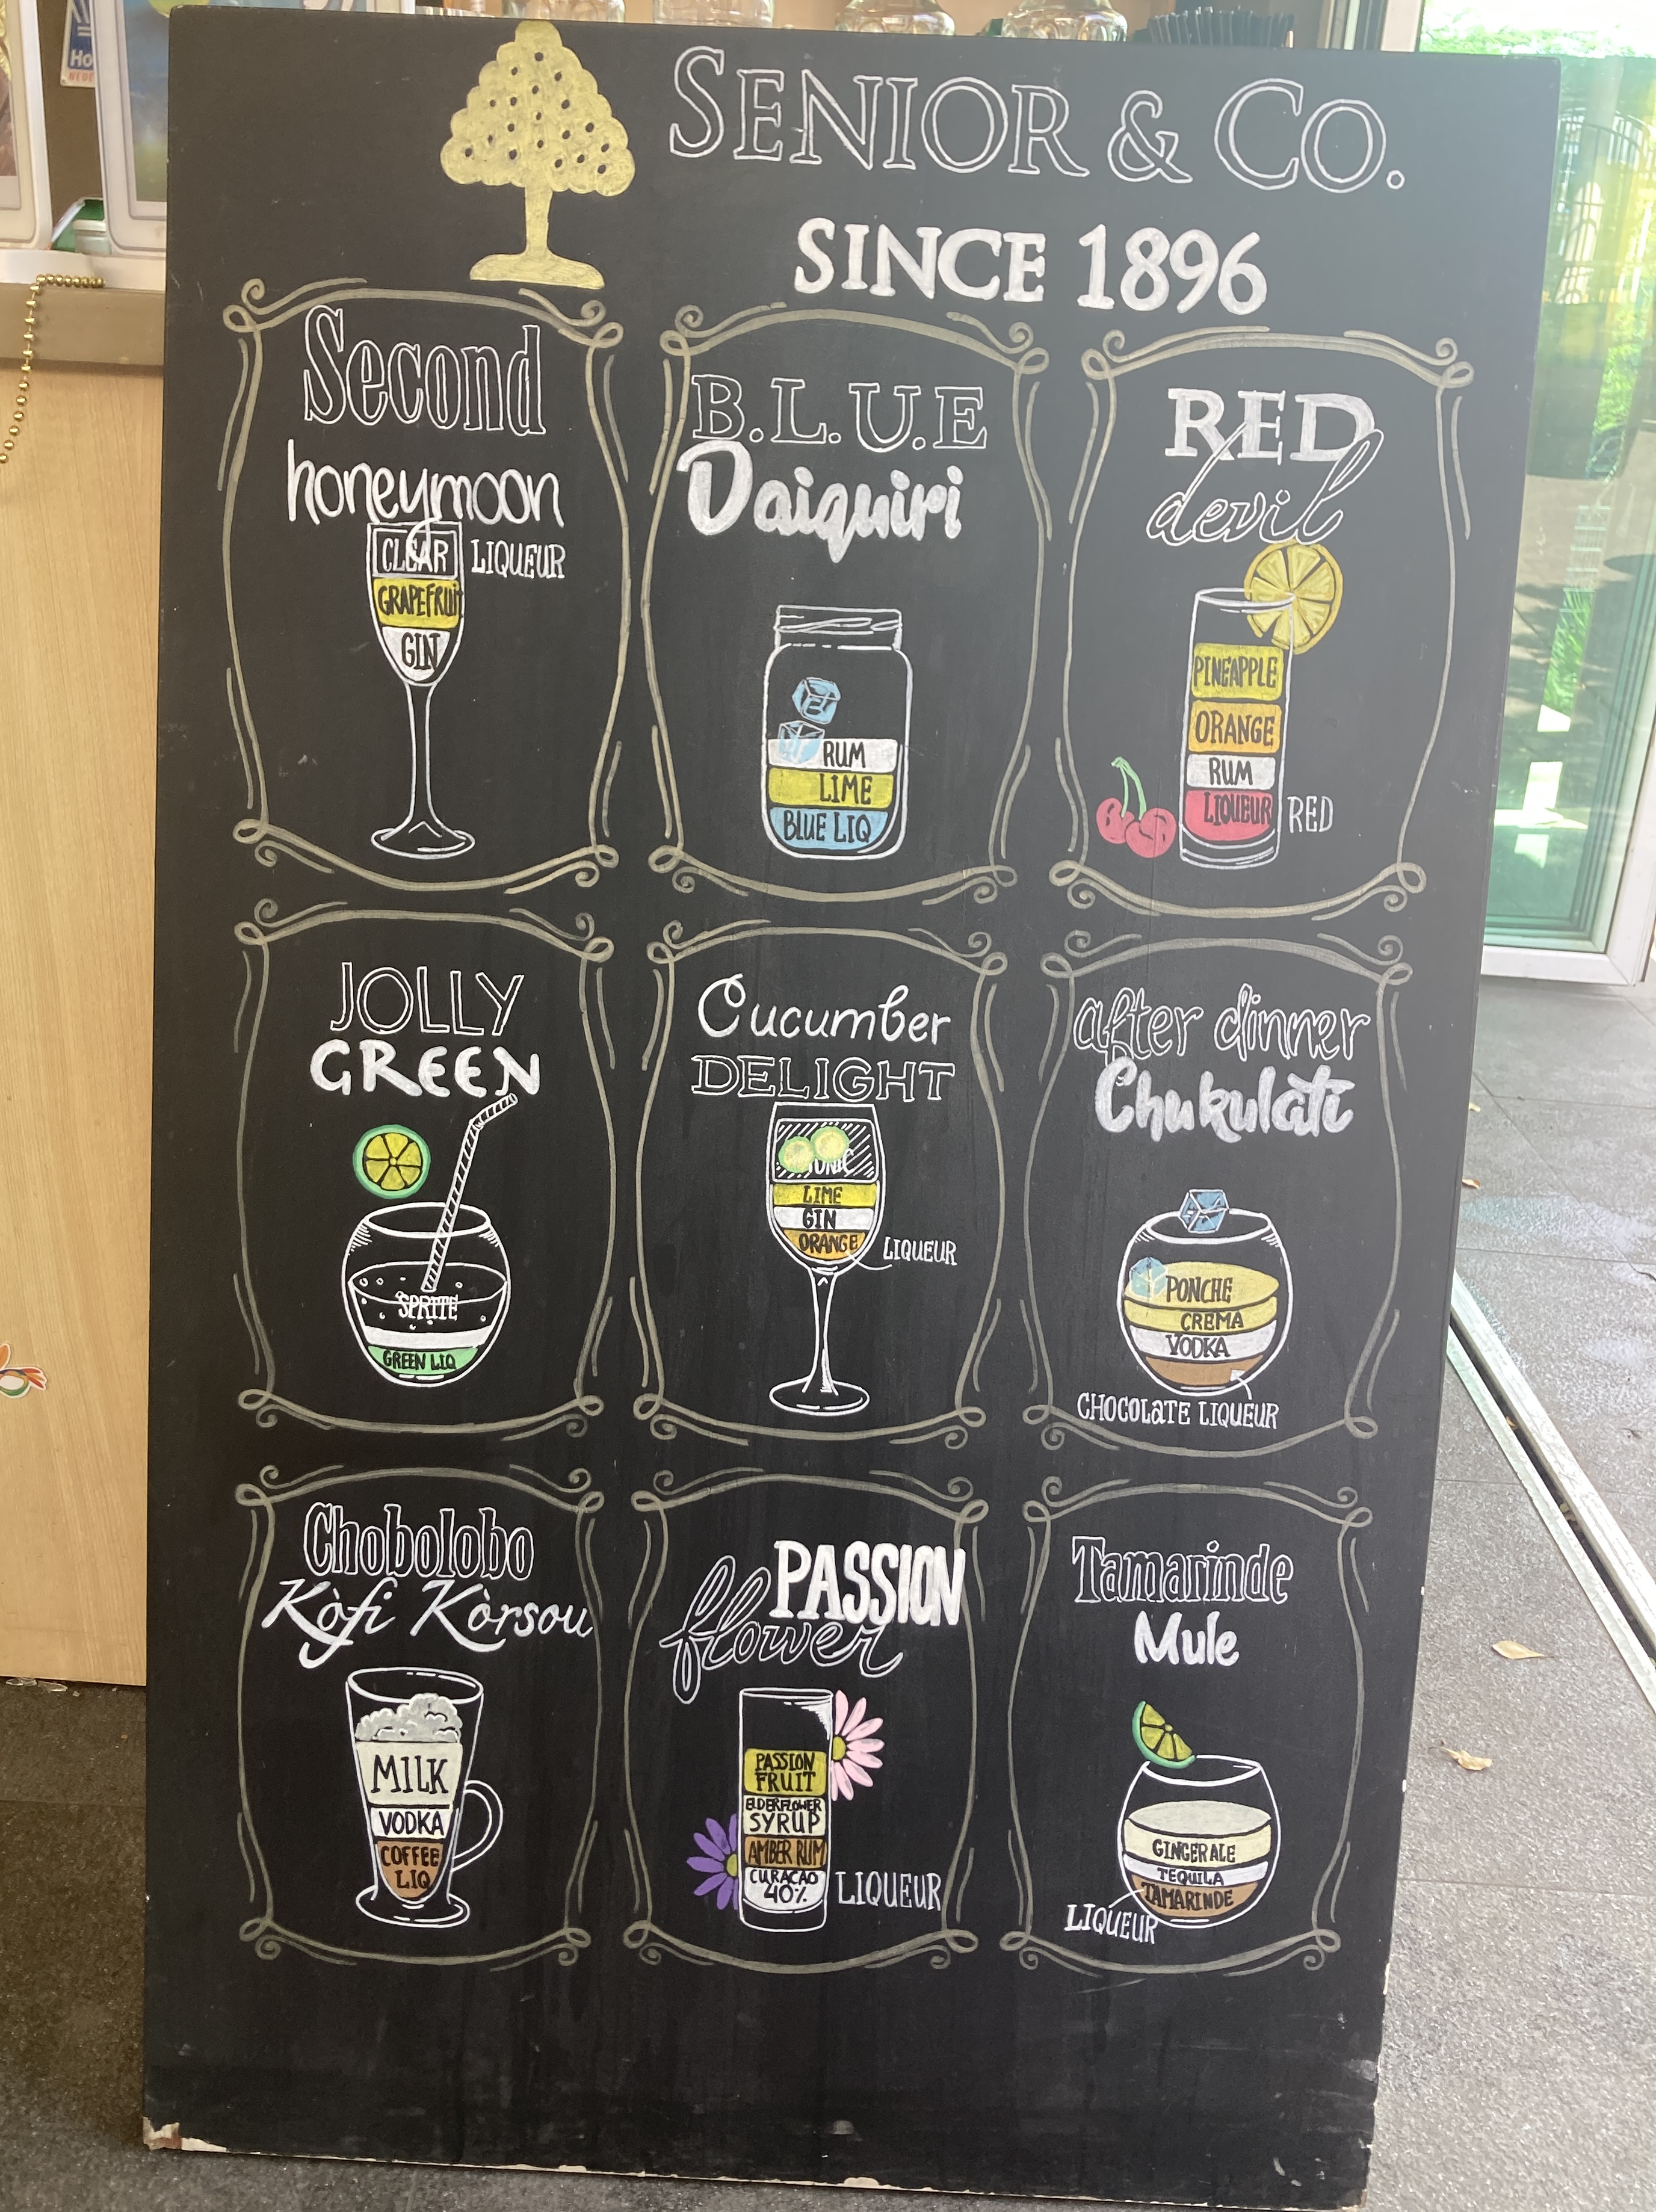 SENIOR & CO.
SINCE 1896
Second
honeymoon
CLEAR LIQUEUR
GRAPEFRUIT
GIN
B.L.U.E
Daiquiri
RUM
LIME
BLUE LIQ
RED
devil
PINEAPPLE
ORANGE
RUM
LIQUEUR RED
JOLLY
GREEN
SPRITE
GREEN LIQ
Cucumber
DELIGHT
LIME
GIN
ORANGE LIQUEUR
after dinner
Chukulati
PONCHE
CREMA
VODKA
CHOCOLATE LIQUEUR
Chobolobo
Kòfi Kòrsou
MILK
VODKA
COFFEE
LIQ
PASSION
flower
PASSION
FRUIT
ELDERFLOWER
SYRUP
AMBER RUM
CURAÇAO
40% LIQUEUR
Tamarinde
Mule
GINGERALE
TEQUILA
TAMARINDE
LIQUEUR